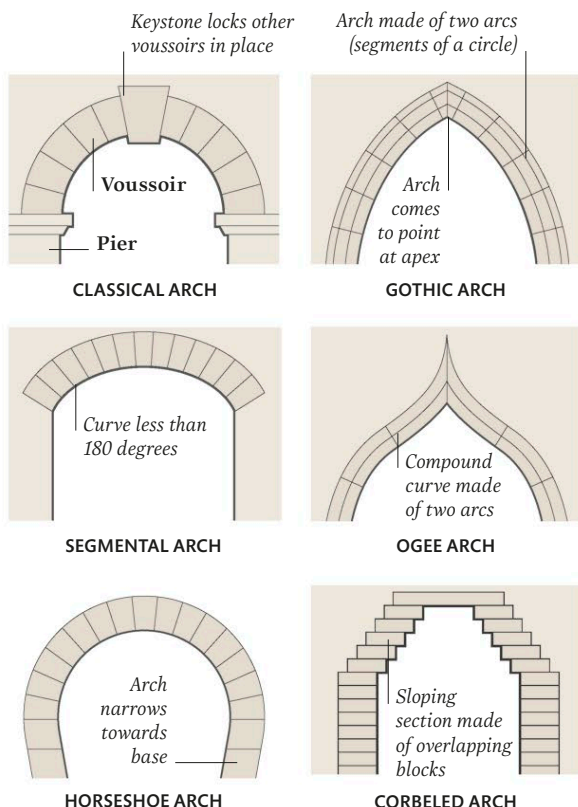 Keystone locks other
voussoirs in place
Voussoir
Pier
CLASSICAL ARCH
Arch made of two arcs
(segments of a circle)
Arch
comes
to point
at apex
GOTHIC ARCH
Curve less than
180 degrees
SEGMENTAL ARCH
Compound
curve made
of two arcs
OGEE ARCH
Arch
narrows
towards
base
HORSESHOE ARCH
Sloping
section made
of overlapping
blocks
CORBELED ARCH